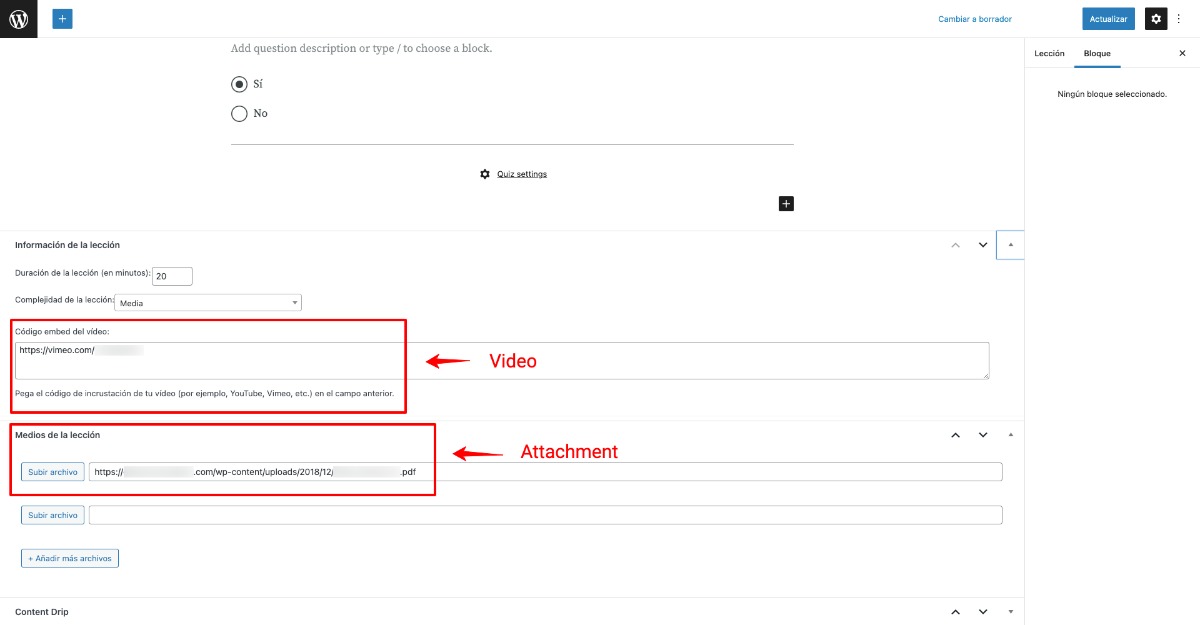 Cambiar a borrador
Actualizar
Lección
Bloque
Ningún bloque seleccionado.
Add question description or type / to choose a block.
Sí
No
Quiz settings
Información de la lección
Duración de la lección (en minutos): 20
Complejidad de la lección: Media
Código embed del vídeo:
https://vimeo.com/
Video
Pega el código de incrustación de tu vídeo (por ejemplo, YouTube, Vimeo, etc.) en el campo anterior.
Medios de la lección
Attachment
Subir archivo https:// .com/wp-content/uploads/2018/12/ .pdf
Subir archivo
+ Añadir más archivos
Content Drip